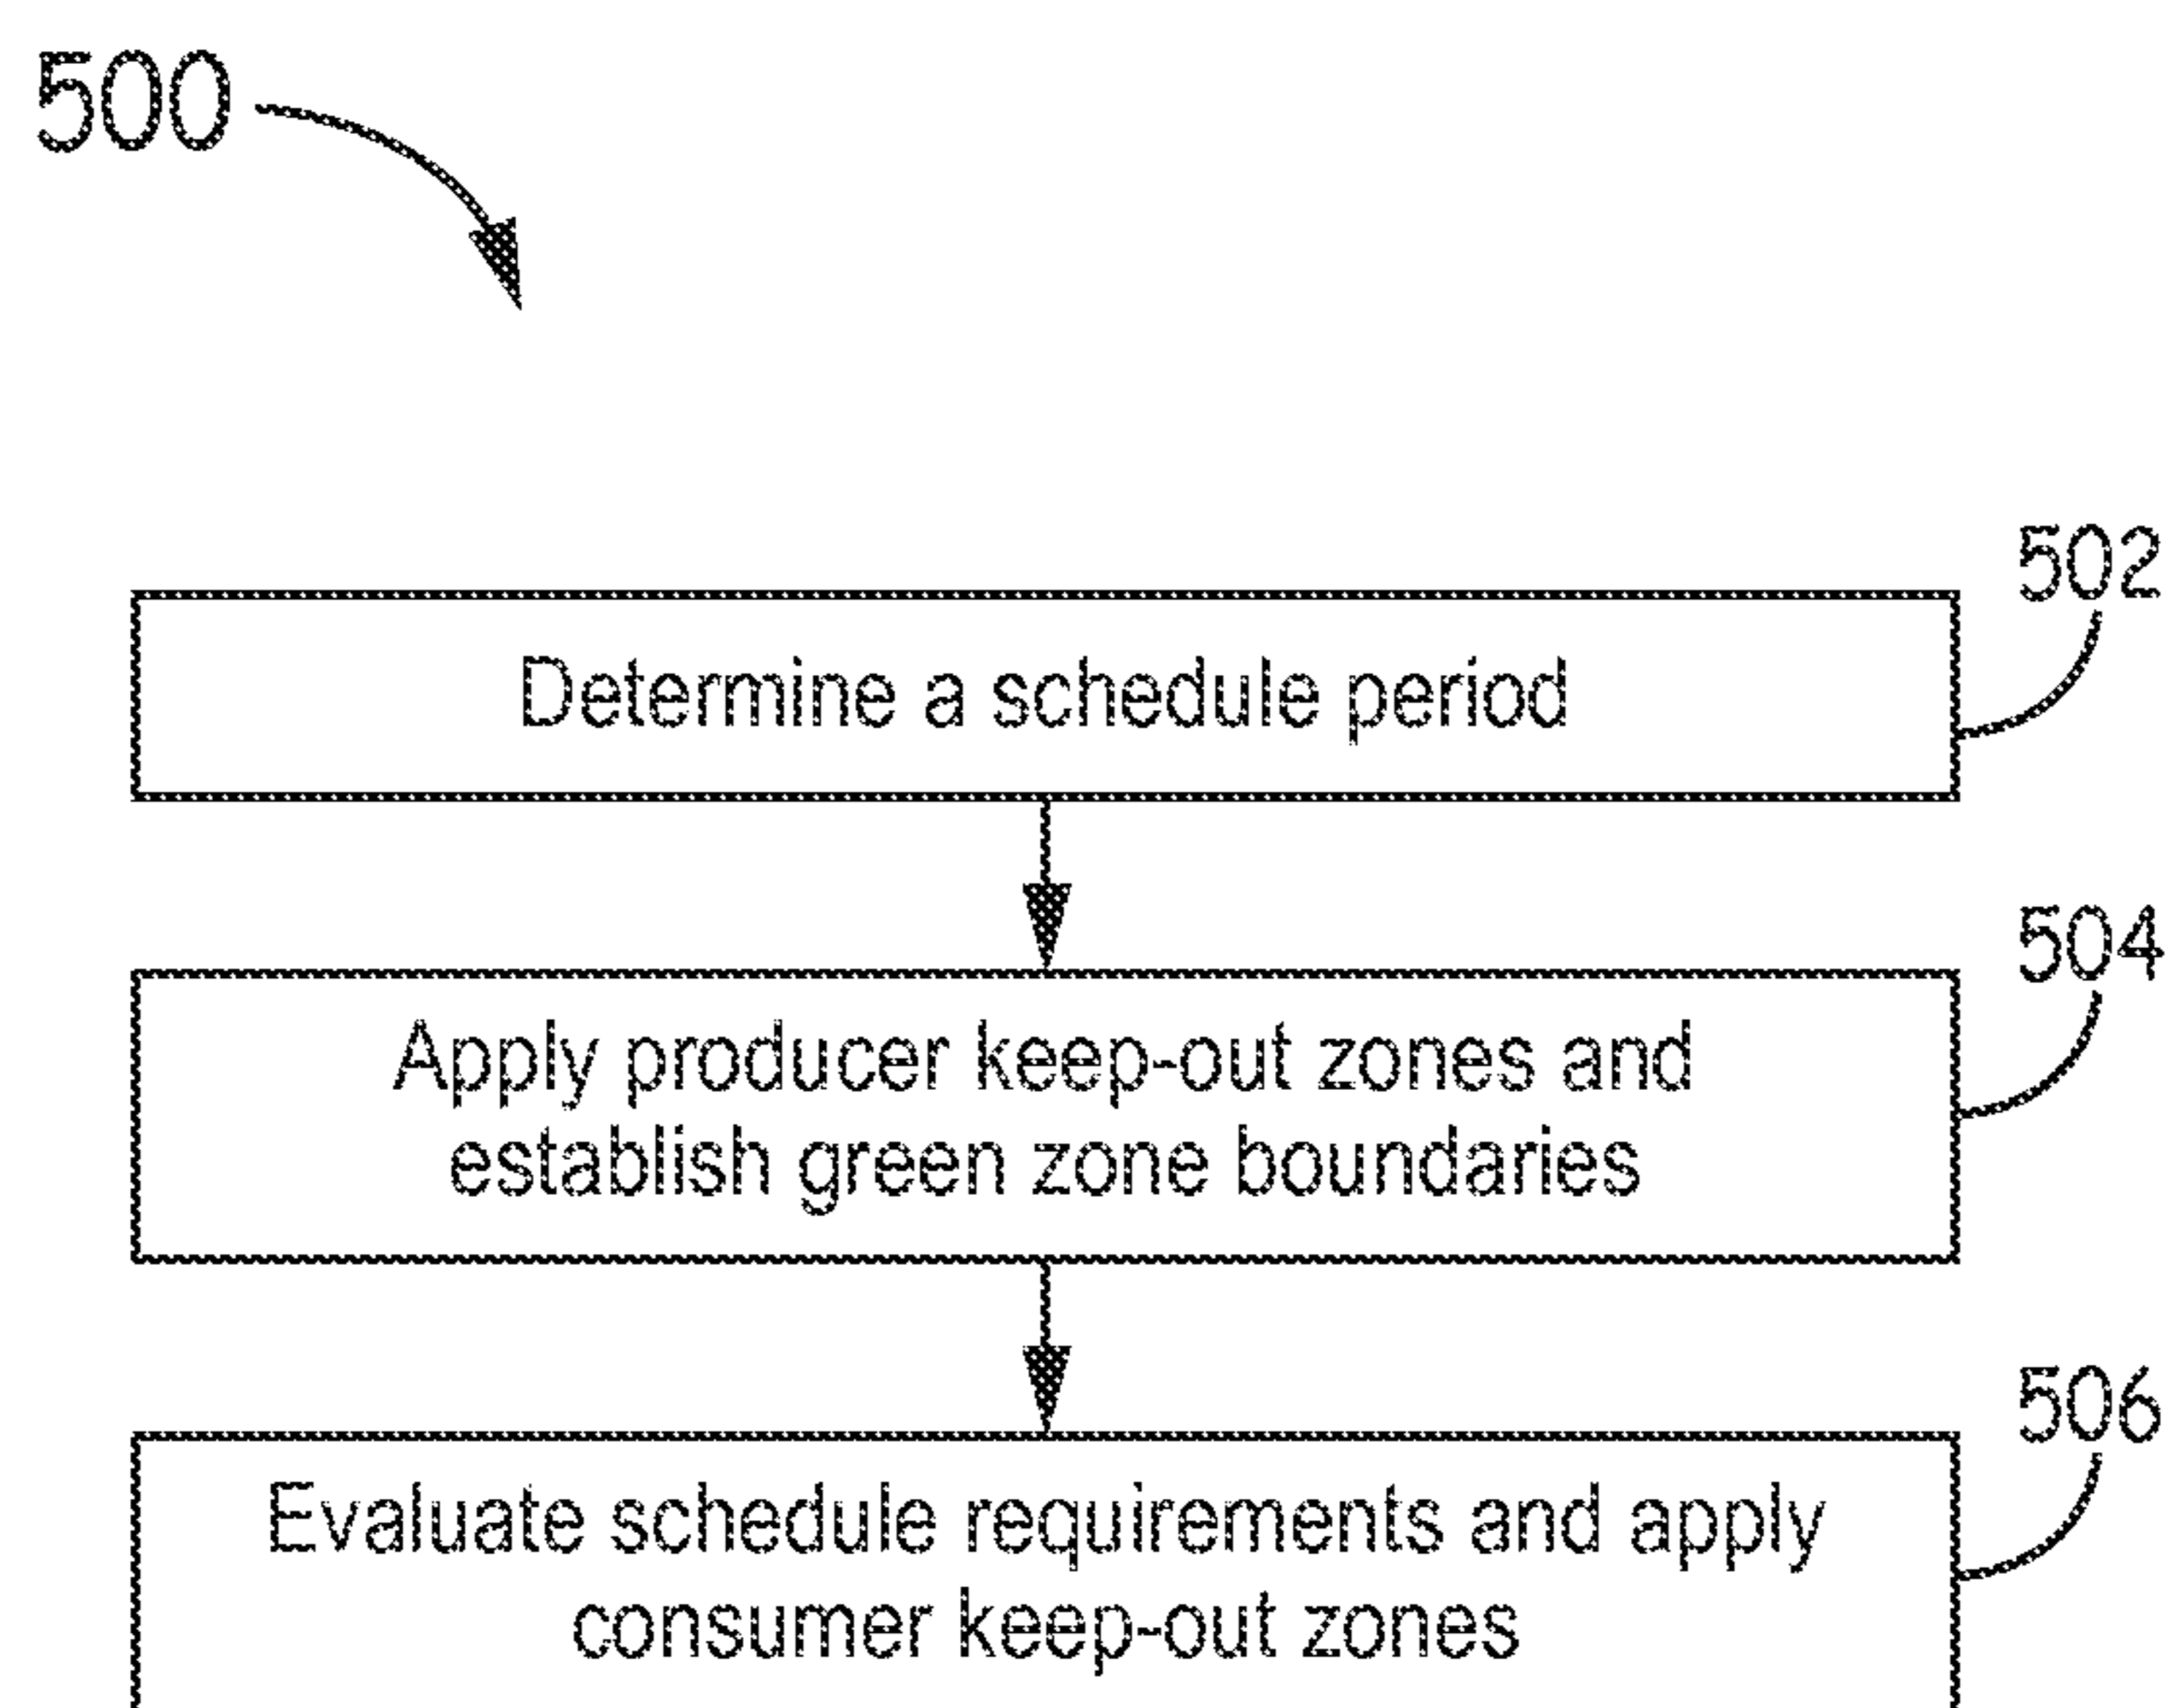 500
502
Determine a schedule period
504
Apply producer keep-out zones and
establish green zone boundaries
506
Evaluate schedule requirements and apply
consumer keep-out zones